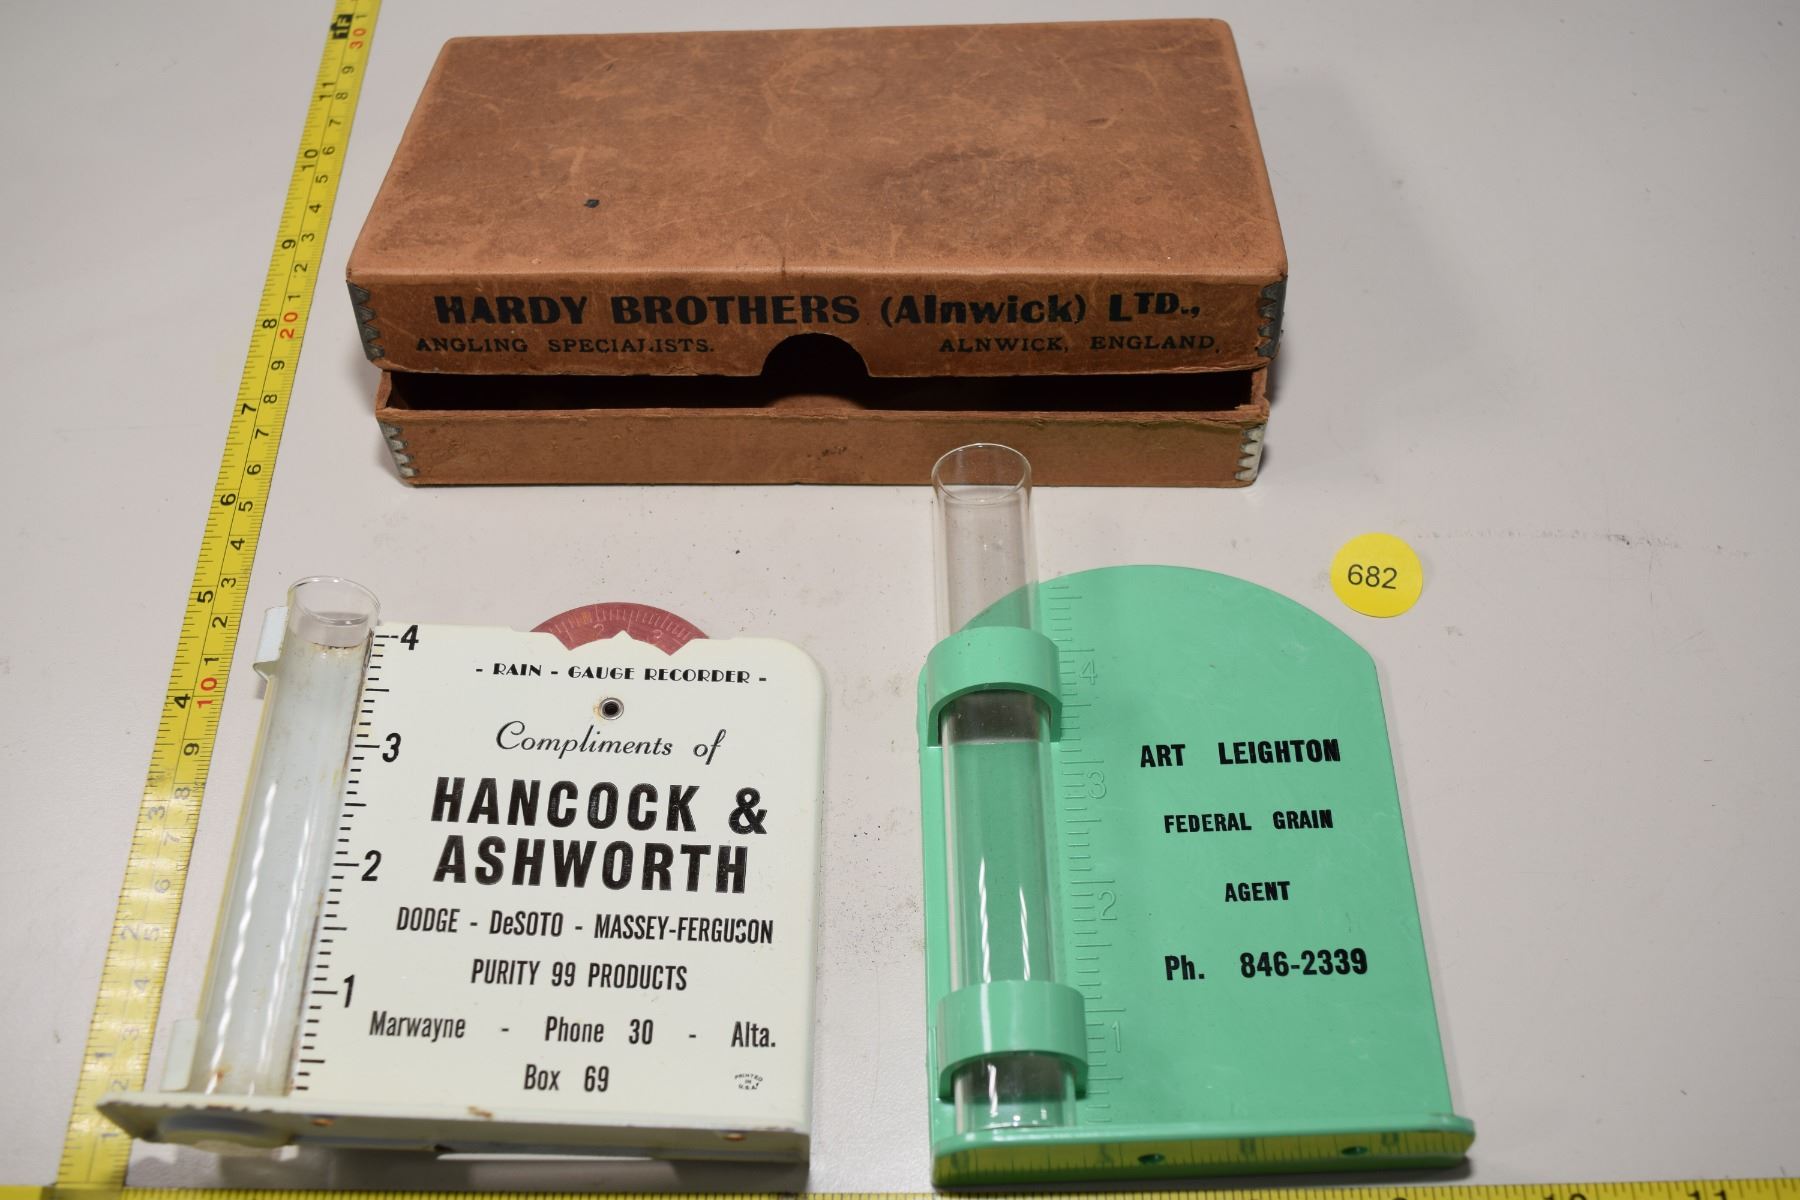 HARDY BROTHERS (Alnwick) LTD.,
ANGLING SPECIALISTS. ALNWICK, ENGLAND.
682
- RAIN - GAUGE RECORDER -
Compliments of
HANCOCK &
ASHWORTH
DODGE - DeSOTO - MASSEY-FERGUSON
PURITY 99 PRODUCTS
Marwayne - Phone 30 - Alta.
Box 69
PRINTED
IN
U.S.A.
4
3
2
1
ART LEIGHTON
FEDERAL GRAIN
AGENT
Ph. 846-2339
4
3
2
1